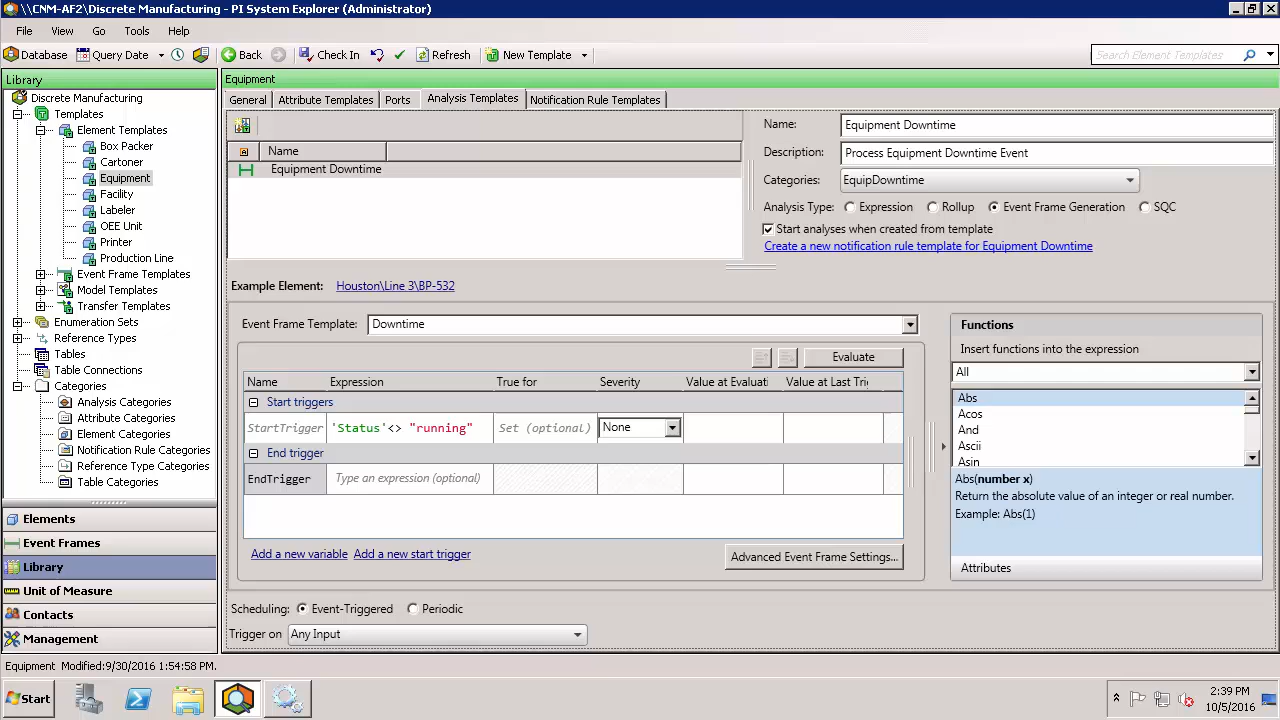 \\CNM-AF2\Discrete Manufacturing - PI System Explorer (Administrator)
File View Go Tools Help
Database Query Date Back Check In Refresh New Template Search Element Templates
Library
Discrete Manufacturing
Templates
Element Templates
Box Packer
Cartoner
Equipment
Facility
Labeler
OEE Unit
Printer
Production Line
Event Frame Templates
Model Templates
Transfer Templates
Enumeration Sets
Reference Types
Tables
Table Connections
Categories
Analysis Categories
Attribute Categories
Element Categories
Notification Rule Categories
Reference Type Categories
Table Categories
Elements
Event Frames
Library
Unit of Measure
Contacts
Management
Equipment
General Attribute Templates Ports Analysis Templates Notification Rule Templates
Name
Equipment Downtime
Name: Equipment Downtime
Description: Process Equipment Downtime Event
Categories: EquipDowntime
Analysis Type: Expression Rollup Event Frame Generation SQC
Start analyses when created from template
Create a new notification rule template for Equipment Downtime
Example Element: Houston\Line 3\BP-532
Event Frame Template: Downtime
Evaluate
Name Expression True for Severity Value at Evaluati Value at Last Trig
Start triggers
StartTrigger 'Status'<> "running" Set (optional) None
End trigger
EndTrigger Type an expression (optional)
Add a new variable Add a new start trigger
Advanced Event Frame Settings...
Functions
Insert functions into the expression
All
Abs
Acos
And
Ascii
Asin
Abs(number x)
Return the absolute value of an integer or real number.
Example: Abs(1)
Attributes
Scheduling: Event-Triggered Periodic
Trigger on Any Input
Equipment Modified:9/30/2016 1:54:58 PM.
Start
2:39 PM
10/5/2016